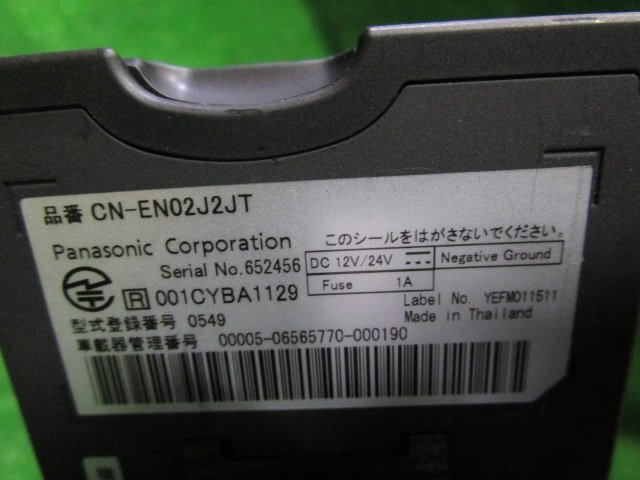 品番 CN-EN02J2JT
Panasonic Corporation
このシールをはがさないでください。
Serial No.652456
DC 12V/24V
Negative Ground
Fuse 1A
R 001CYBA1129
Label No. YEFM011511
Made in Thailand
型式登録番号 0549
車載器管理番号 00005-06565770-000190